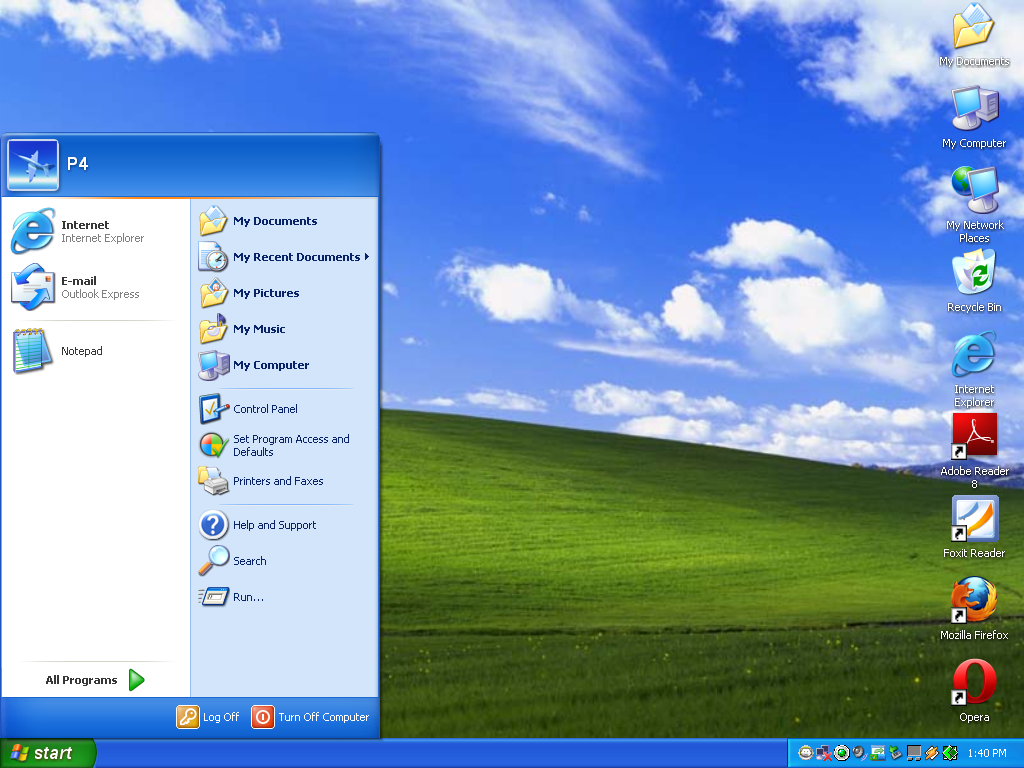 P4
Internet
Internet Explorer
E-mail
Outlook Express
Notepad
All Programs
My Documents
My Recent Documents
My Pictures
My Music
My Computer
Control Panel
Set Program Access and
Defaults
Printers and Faxes
Help and Support
Search
Run...
Log Off
Turn Off Computer
start
My Documents
My Computer
My Network
Places
Recycle Bin
Internet
Explorer
Adobe Reader
8
Foxit Reader
Mozilla Firefox
Opera
1:40 PM